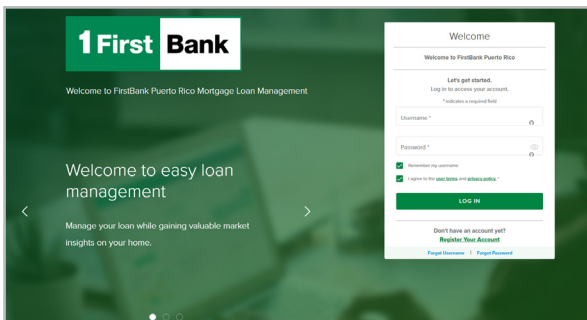 1 First Bank
Welcome to FirstBank Puerto Rico Mortgage Loan Management
Welcome to easy loan
management
Manage your loan while gaining valuable market
insights on your home.
Welcome
Welcome to FirstBank Puerto Rico
Let's get started.
Log in to access your account.
* indicates a required field
Username *
Password *
Remember my username
I agree to the user terms and privacy policy. *
LOG IN
Don't have an account yet?
Register Your Account
Forgot Username | Forgot Password